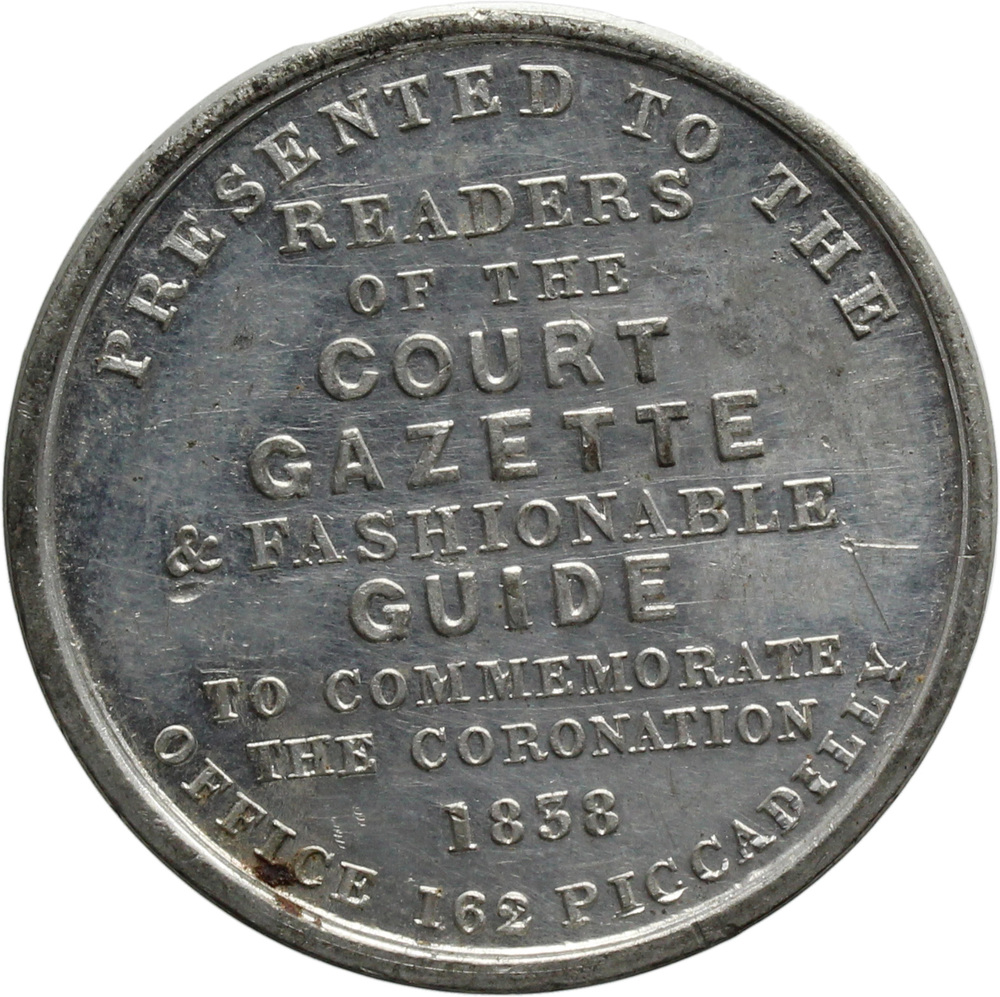 PRESENTED TO THE
READERS
OF THE
COURT
GAZETTE
& FASHIONABLE
GUIDE
TO COMMEMORATE
THE CORONATION
1838
OFFICE 162 PICCADILLY